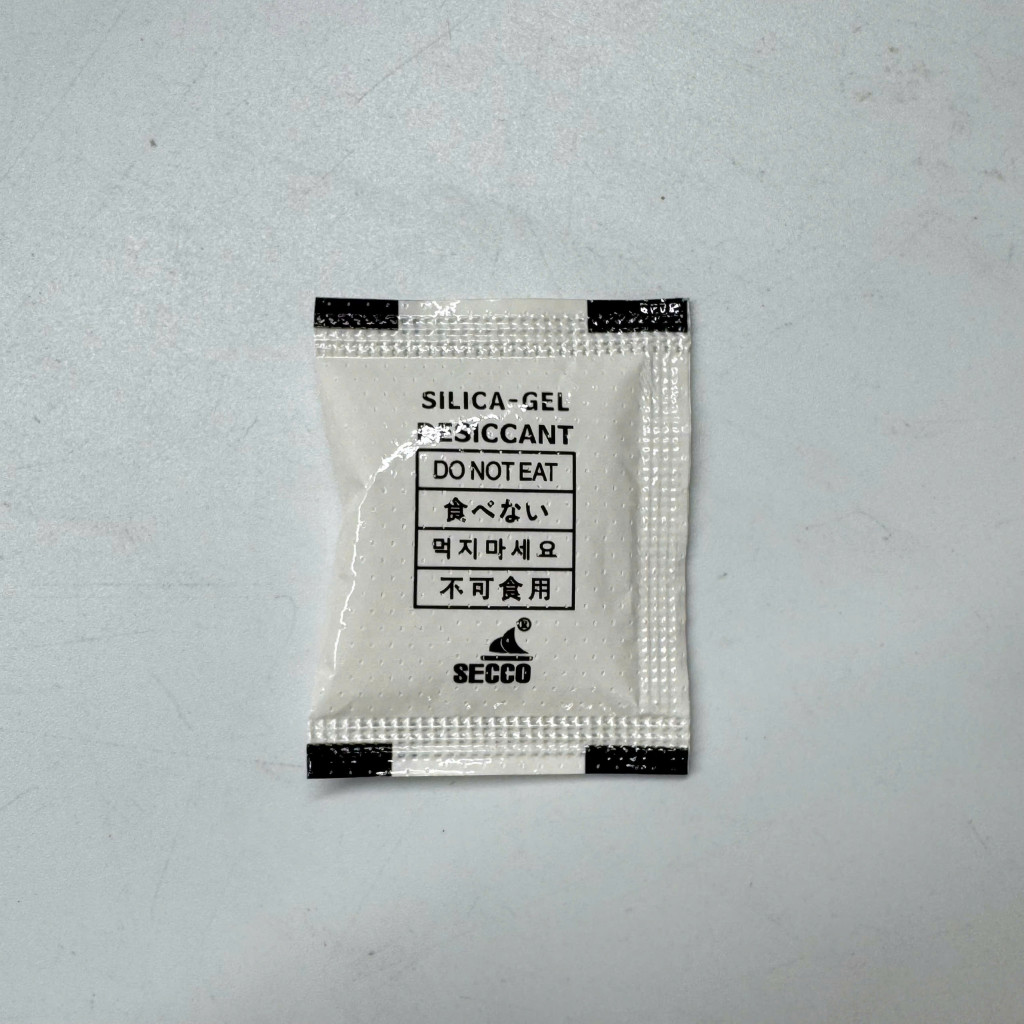 SILICA-GEL
DESICCANT
DO NOT EAT
食べない
먹지마세요
不可食用
®
SECCO